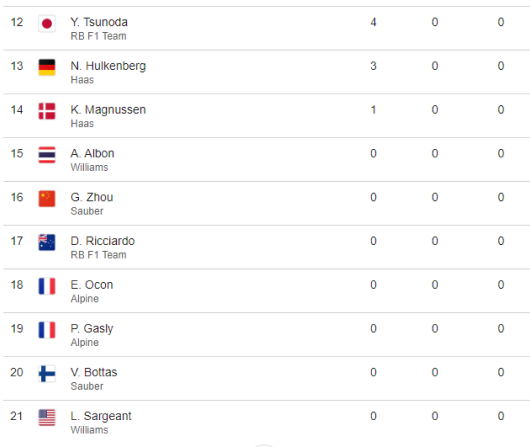 12 Y. Tsunoda 4 0 0
RB F1 Team
13 N. Hulkenberg 3 0 0
Haas
14 K. Magnussen 1 0 0
Haas
15 A. Albon 0 0 0
Williams
16 G. Zhou 0 0 0
Sauber
17 D. Ricciardo 0 0 0
RB F1 Team
18 E. Ocon 0 0 0
Alpine
19 P. Gasly 0 0 0
Alpine
20 V. Bottas 0 0 0
Sauber
21 L. Sargeant 0 0 0
Williams